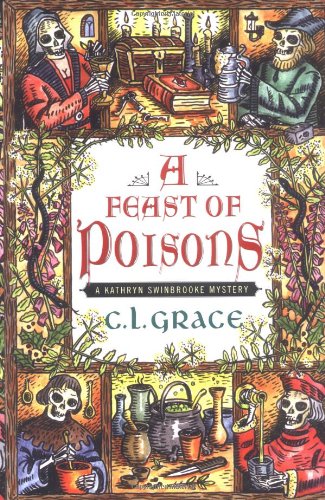 A
FEAST OF
POISONS
A KATHRYN SWINBROOKE MYSTERY
C.L. GRACE